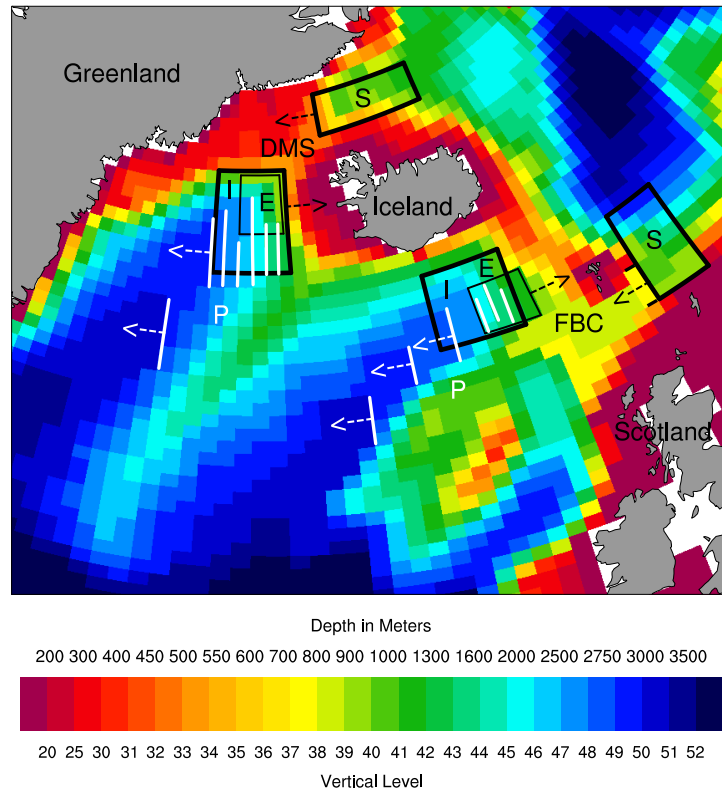 Greenland
S
DMS
I
E
Iceland
S
E
I
P
FBC
P
Scotland
Depth in Meters
200 300 400 450 500 550 600 700 800 900 1000 1300 1600 2000 2500 2750 3000 3500
20 25 30 31 32 33 34 35 36 37 38 39 40 41 42 43 44 45 46 47 48 49 50 51 52
Vertical Level